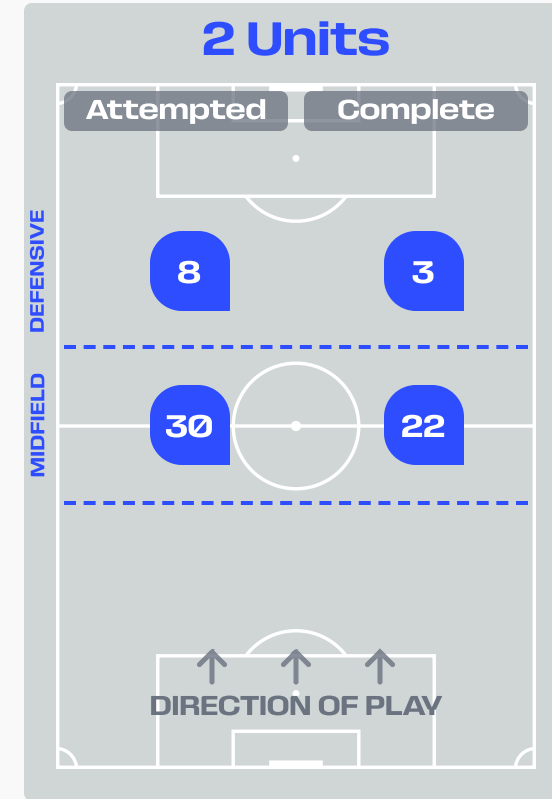 2 Units
Attempted Complete
DEFENSIVE
8 3
MIDFIELD
30 22
DIRECTION OF PLAY